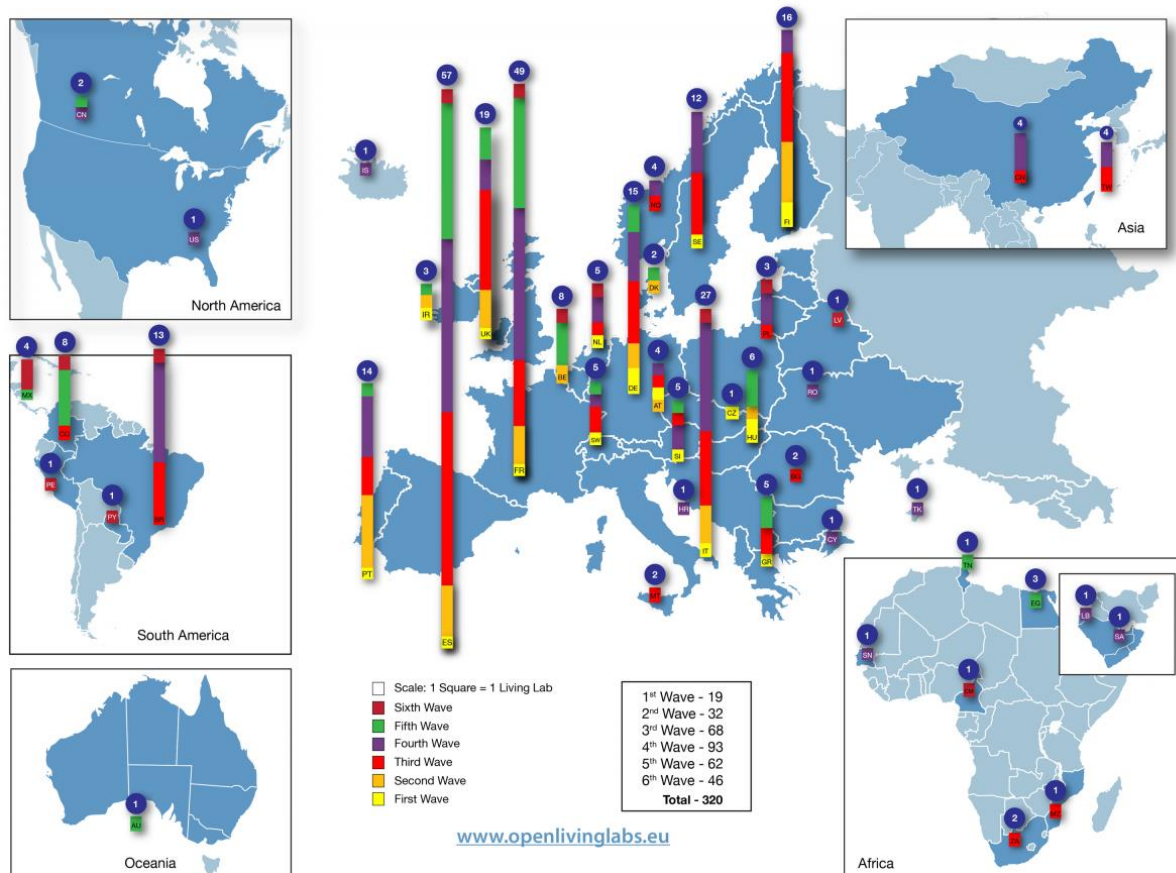 2
CN
1
US
North America
4
MX
8
13
1
PE
1
PY
South America
1
AU
Oceania
1
IS
3
IR
14
PT
57
ES
19
UK
49
FR
8
BE
5
NL
5
SW
15
DE
4
NO
2
DK
4
AT
5
SI
12
SE
27
IT
16
FI
3
PL
1
LV
1
RO
1
CZ
6
HU
2
1
HR
5
GR
1
CY
1
TK
2
MT
4
CN
4
TW
Asia
1
TN
3
EG
1
LB
1
SA
1
SN
1
CM
1
MZ
2
ZA
Africa
Scale: 1 Square = 1 Living Lab
Sixth Wave
Fifth Wave
Fourth Wave
Third Wave
Second Wave
First Wave
1st Wave - 19
2nd Wave - 32
3rd Wave - 68
4th Wave - 93
5th Wave - 62
6th Wave - 46
Total - 320
www.openlivinglabs.eu